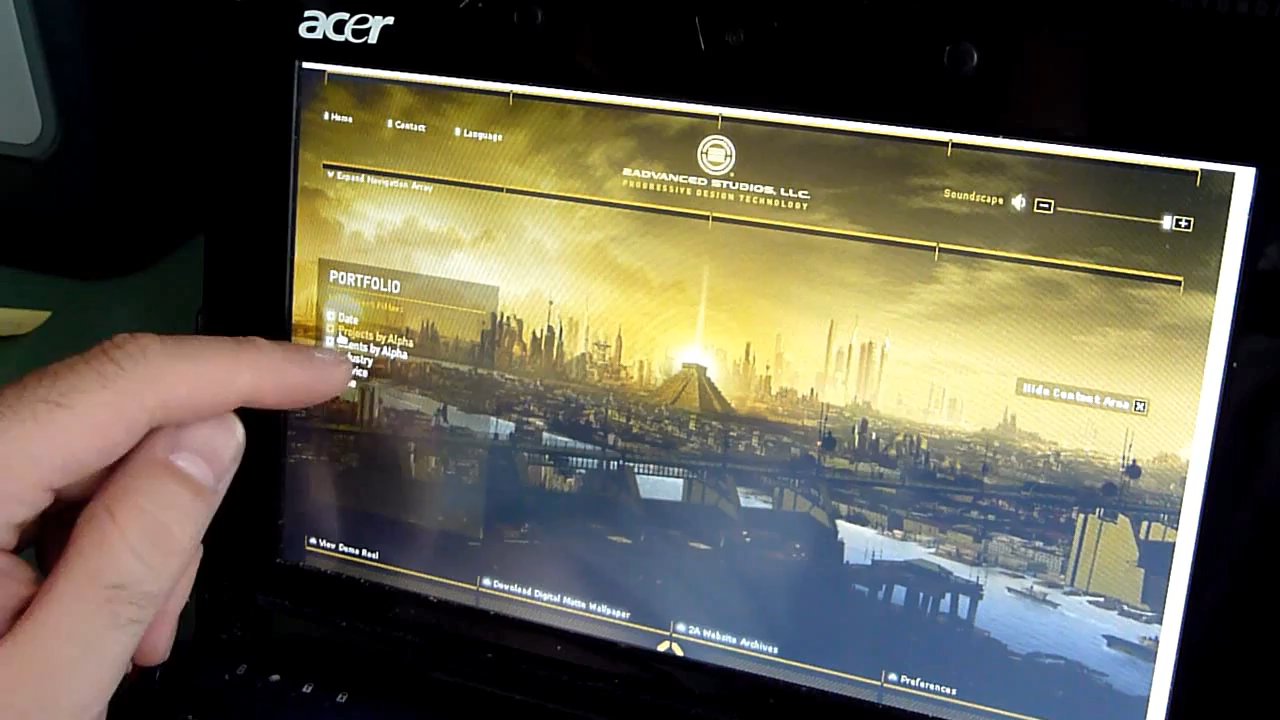 acer
Home
Contact
Language
2ADVANCED STUDIOS, LLC.
PROGRESSIVE DESIGN TECHNOLOGY
Expand Navigation Array
Soundscape
PORTFOLIO
Date
Projects by Alpha
by Alpha
Hide Content Area
View Demo Reel
Download Digital Matte Wallpaper
2A Website Archives
Preferences